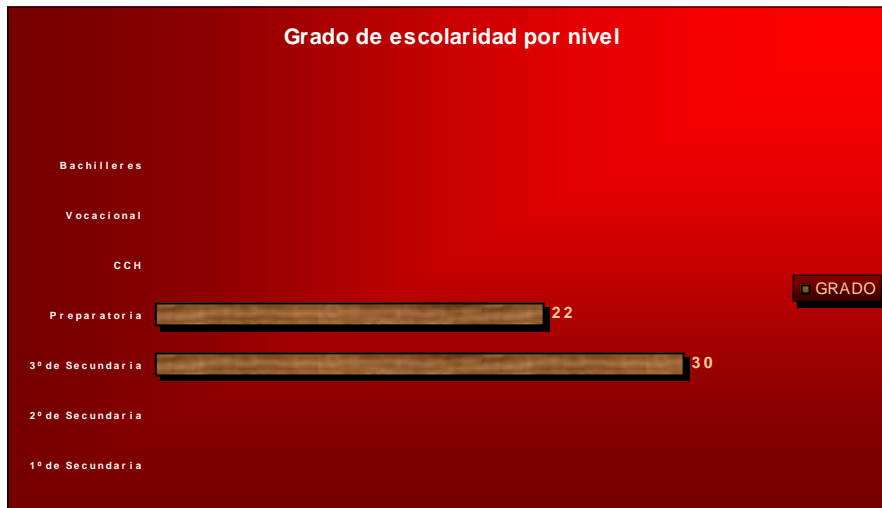 Grado de escolaridad por nivel
Bachilleres
Vocacional
CCH
GRADO
Preparatoria 22
3º de Secundaria 30
2º de Secundaria
1º de Secundaria